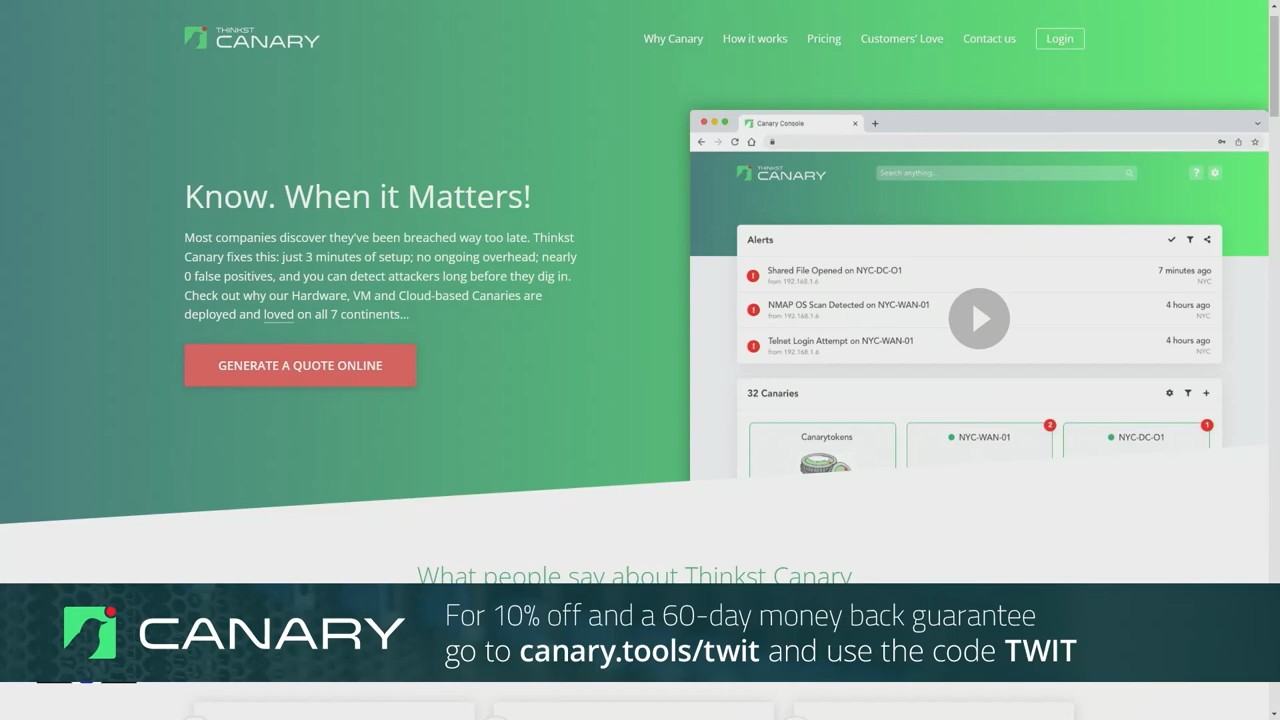 THINKST
CANARY
Why Canary
How it works
Pricing
Customers' Love
Contact us
Login
Canary Console
THINKST
CANARY
Search anything...
?
Know. When it Matters!
Most companies discover they've been breached way too late. Thinkst
Canary fixes this: just 3 minutes of setup; no ongoing overhead; nearly
0 false positives, and you can detect attackers long before they dig in.
Check out why our Hardware, VM and Cloud-based Canaries are
deployed and loved on all 7 continents...
GENERATE A QUOTE ONLINE
Alerts
Shared File Opened on NYC-DC-O1
7 minutes ago
from 192.168.1.6
NYC
NMAP OS Scan Detected on NYC-WAN-01
4 hours ago
from 192.168.1.6
NYC
Telnet Login Attempt on NYC-WAN-01
4 hours ago
from 192.168.1.6
NYC
32 Canaries
Canarytokens
NYC-WAN-01
2
NYC-DC-O1
1
What people say about Thinkst Canary
CANARY
For 10% off and a 60-day money back guarantee
go to canary.tools/twit and use the code TWIT